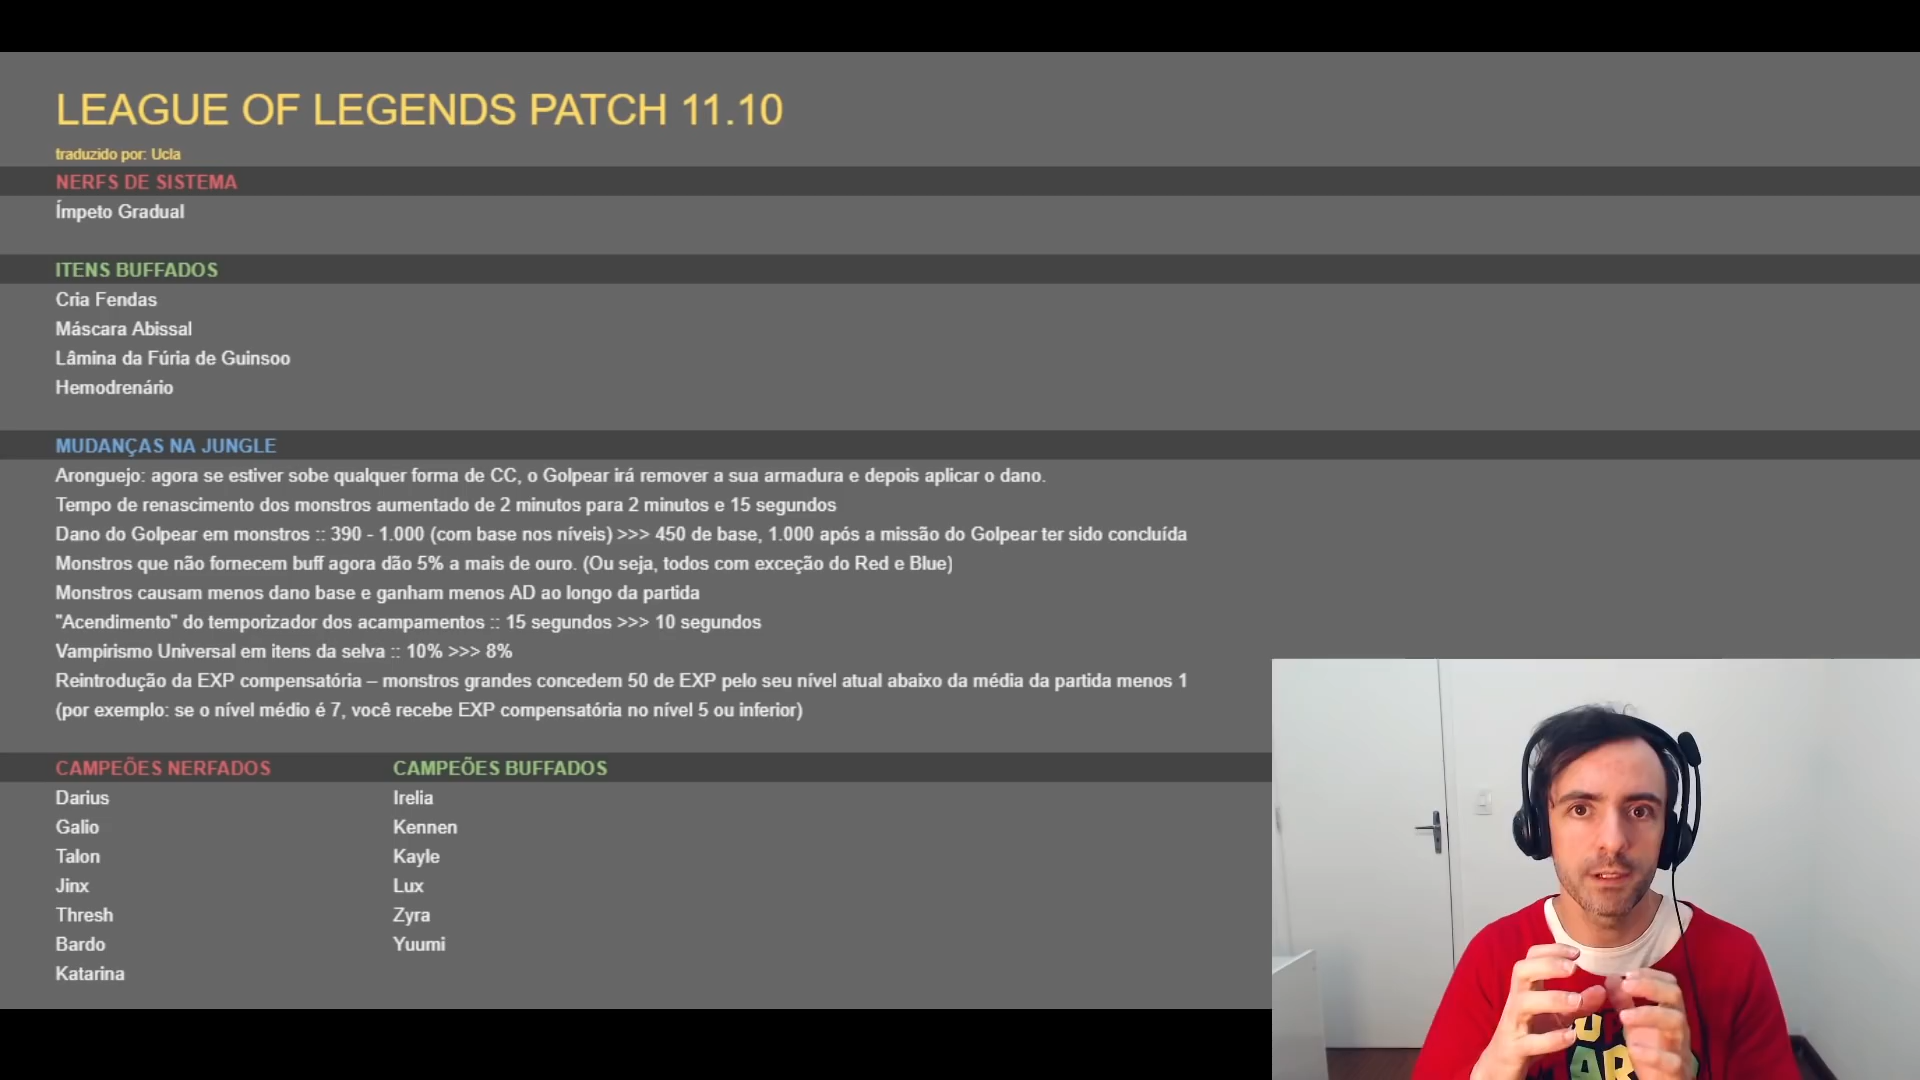 LEAGUE OF LEGENDS PATCH 11.10
traduzido por: Ucla
NERFS DE SISTEMA
Ímpeto Gradual
ITENS BUFFADOS
Cria Fendas
Máscara Abissal
Lâmina da Fúria de Guinsoo
Hemodrenário
MUDANÇAS NA JUNGLE
Aronguejo: agora se estiver sobe qualquer forma de CC, o Golpear irá remover a sua armadura e depois aplicar o dano.
Tempo de renascimento dos monstros aumentado de 2 minutos para 2 minutos e 15 segundos
Dano do Golpear em monstros :: 390 - 1.000 (com base nos níveis) >>> 450 de base, 1.000 após a missão do Golpear ter sido concluída
Monstros que não fornecem buff agora dão 5% a mais de ouro. (Ou seja, todos com exceção do Red e Blue)
Monstros causam menos dano base e ganham menos AD ao longo da partida
"Acendimento" do temporizador dos acampamentos :: 15 segundos >>> 10 segundos
Vampirismo Universal em itens da selva :: 10% >>> 8%
Reintrodução da EXP compensatória – monstros grandes concedem 50 de EXP pelo seu nível atual abaixo da média da partida menos 1
(por exemplo: se o nível médio é 7, você recebe EXP compensatória no nível 5 ou inferior)
CAMPEÕES NERFADOS
Darius
Galio
Talon
Jinx
Thresh
Bardo
Katarina
CAMPEÕES BUFFADOS
Irelia
Kennen
Kayle
Lux
Zyra
Yuumi